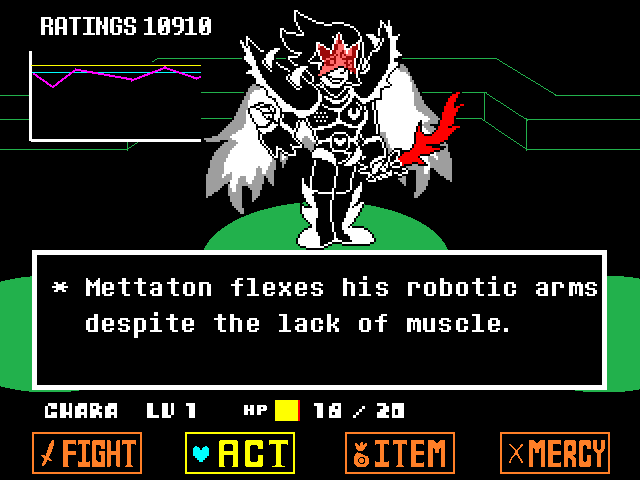 RATINGS 10910
* Mettaton flexes his robotic arms
despite the lack of muscle.
CHARA LV 1 HP 18 / 20
FIGHT ACT ITEM MERCY